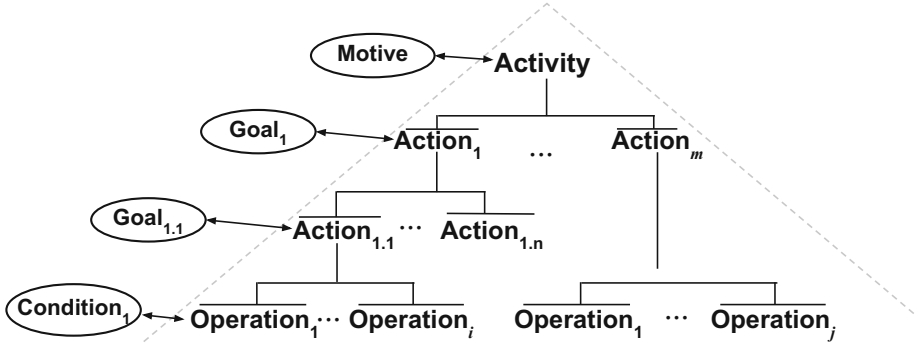 Motive
Activity
Goal₁
Action₁ ... Actionₘ
Goal₁.₁
Action₁.₁ ... Action₁.ₙ
Condition₁
Operation₁ ... Operationᵢ Operation₁ ... Operationⱼ